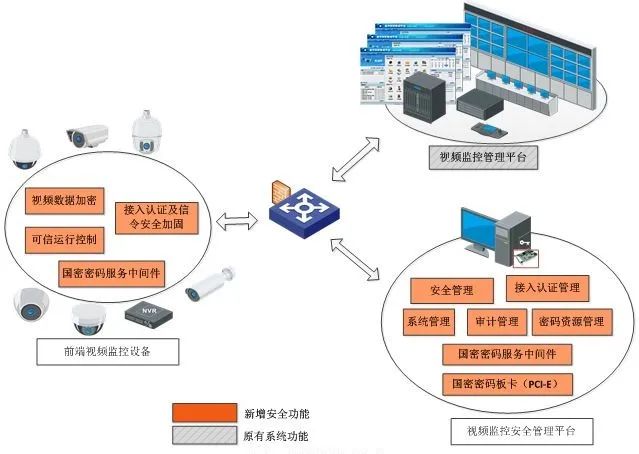 视频监控管理平台
视频数据加密
接入认证及信
令安全加固
可信运行控制
国密密码服务中间件
NVR
前端视频监控设备
安全管理
接入认证管理
系统管理
审计管理
密码资源管理
国密密码服务中间件
国密密码板卡（PCI-E）
视频监控安全管理平台
新增安全功能
原有系统功能